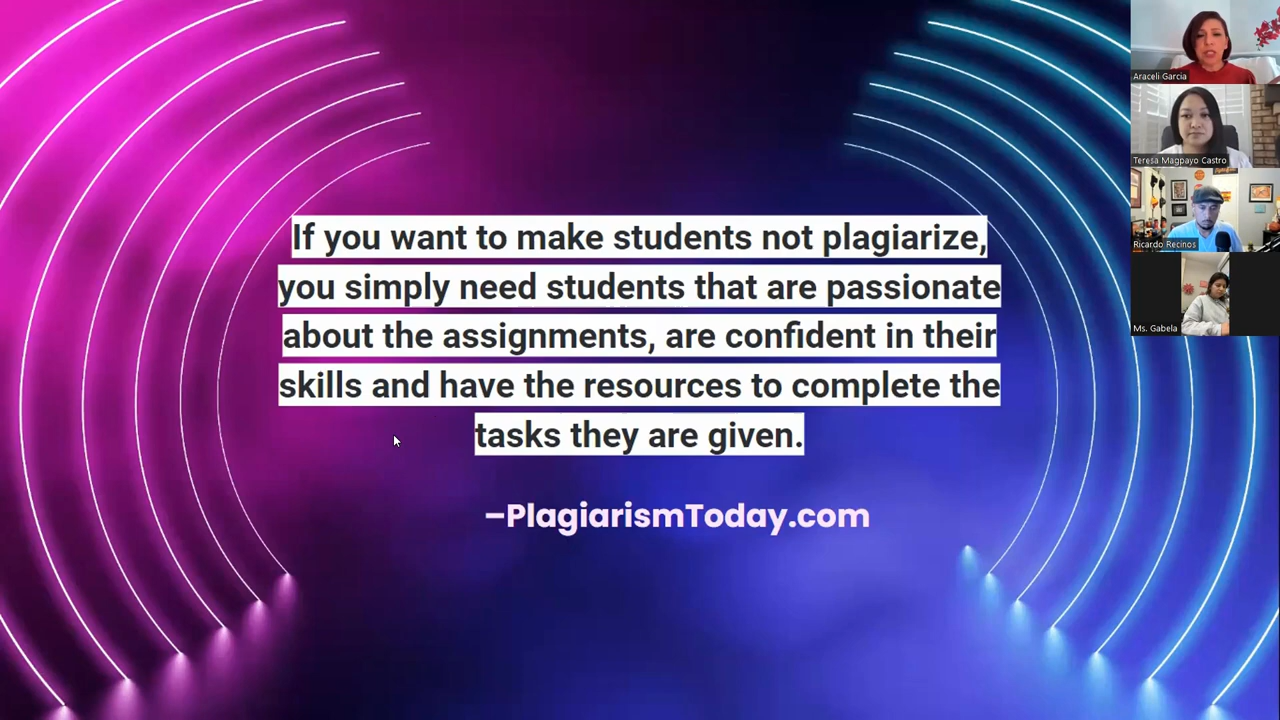 If you want to make students not plagiarize,
you simply need students that are passionate
about the assignments, are confident in their
skills and have the resources to complete the
tasks they are given.
–PlagiarismToday.com
Araceli Garcia
Teresa Magpayo Castro
Ricardo Recinos
Ms. Gabela